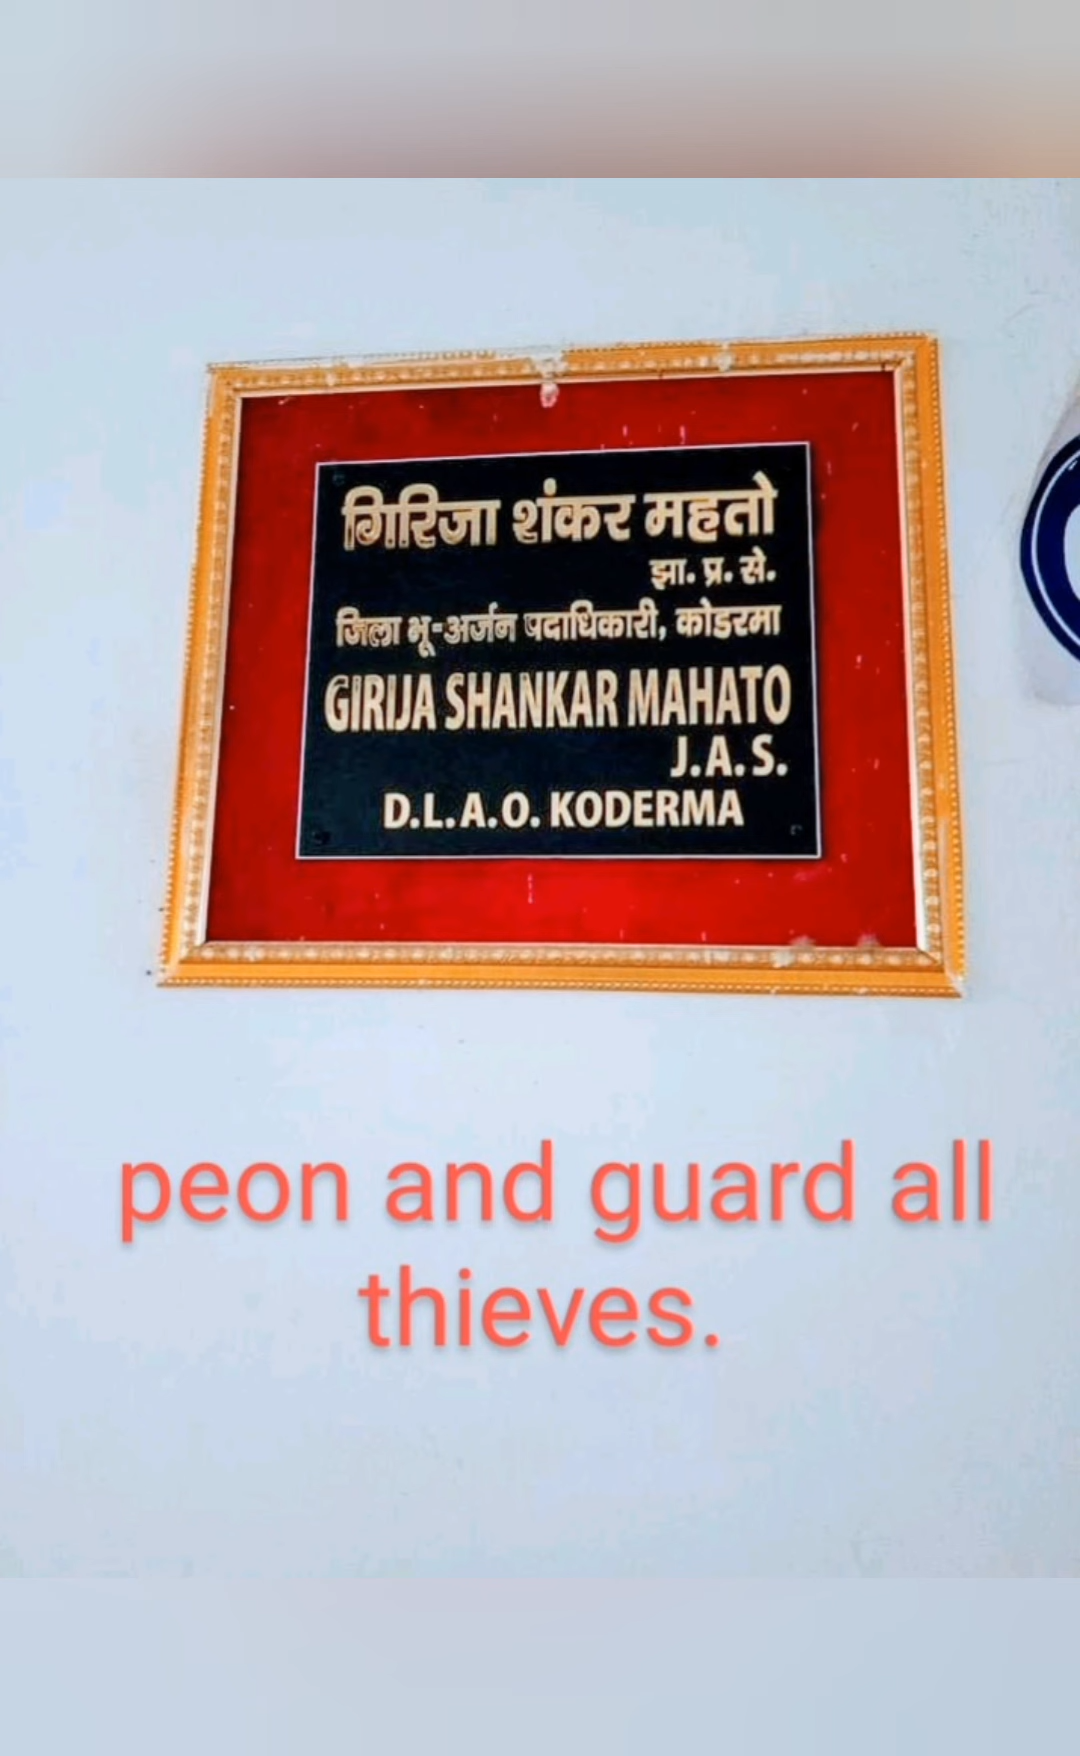 गिरिजा शंकर महतो
झा. प्र. से.
जिला भू-अर्जन पदाधिकारी, कोडरमा
GIRIJA SHANKAR MAHATO
J.A.S.
D.L.A.O. KODERMA
peon and guard all
thieves.